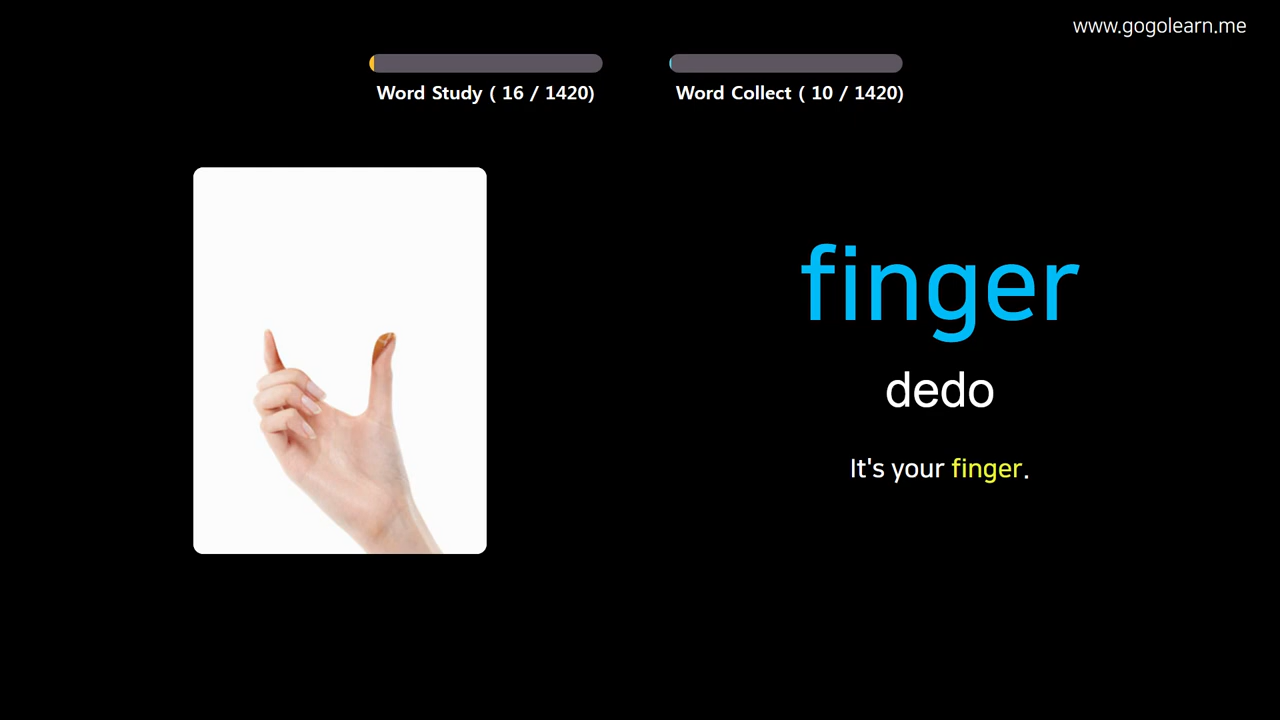 www.gogolearn.me
Word Study ( 16 / 1420)
Word Collect ( 10 / 1420)
finger
dedo
It's your finger.